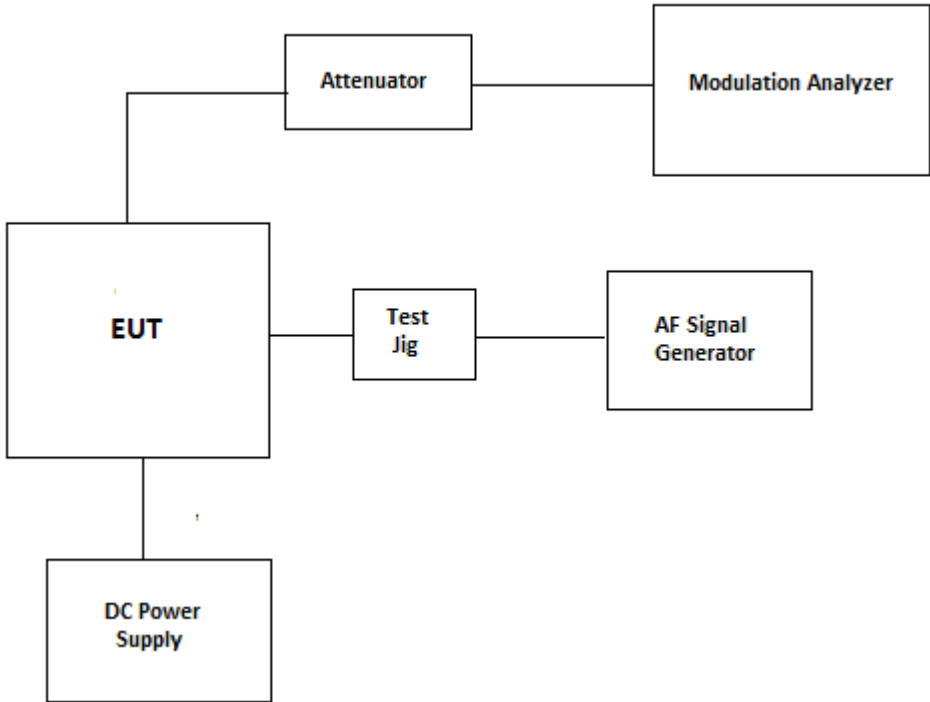 Attenuator
Modulation Analyzer
EUT
Test
Jig
AF Signal
Generator
DC Power
Supply